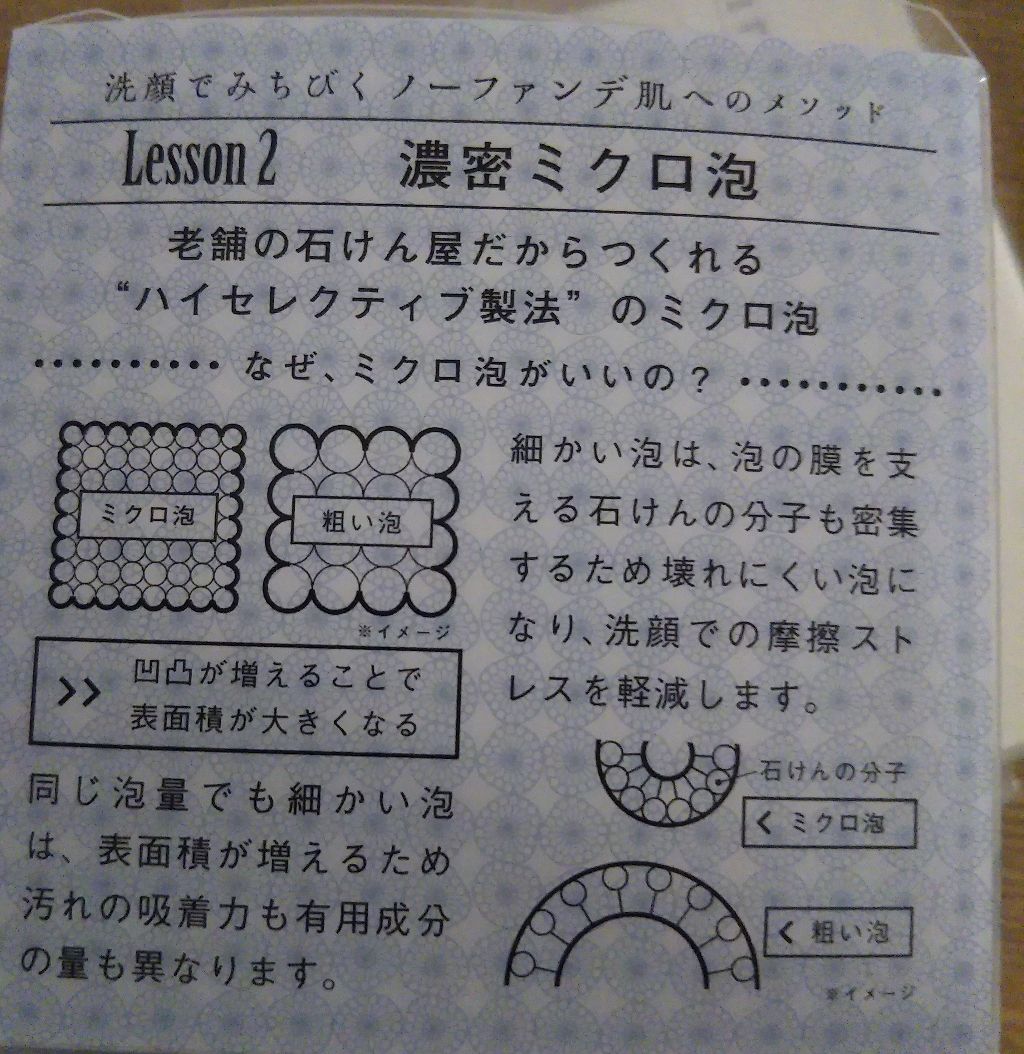 洗顔でみちびくノーファンデ肌へのメソッド
Lesson 2 濃密ミクロ泡
老舗の石けん屋だからつくれる
“ハイセレクティブ製法”のミクロ泡
なぜ、ミクロ泡がいいの？
ミクロ泡
粗い泡
※イメージ
>> 凹凸が増えることで
表面積が大きくなる
同じ泡量でも細かい泡
は、表面積が増えるため
汚れの吸着力も有用成分
の量も異なります。
細かい泡は、泡の膜を支
える石けんの分子も密集
するため壊れにくい泡に
なり、洗顔での摩擦スト
レスを軽減します。
石けんの分子
< ミクロ泡
< 粗い泡
※イメージ